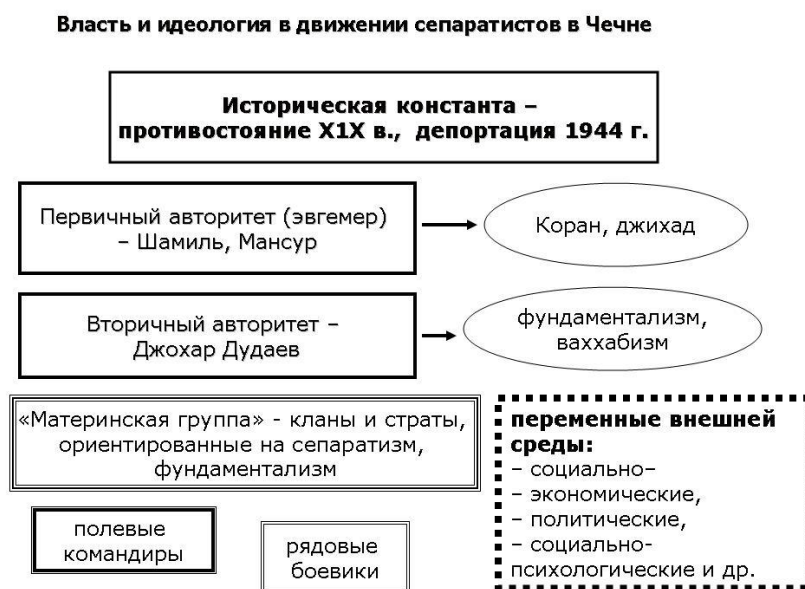 Власть и идеология в движении сепаратистов в Чечне
Историческая константа –
противостояние X1X в., депортация 1944 г.
Первичный авторитет (эвгемер)
– Шамиль, Мансур
Коран, джихад
Вторичный авторитет –
Джохар Дудаев
фундаментализм,
ваххабизм
«Материнская группа» - кланы и страты,
ориентированные на сепаратизм,
фундаментализм
переменные внешней
среды:
– социально–
– экономические,
– политические,
– социально-
психологические и др.
полевые
командиры
рядовые
боевики